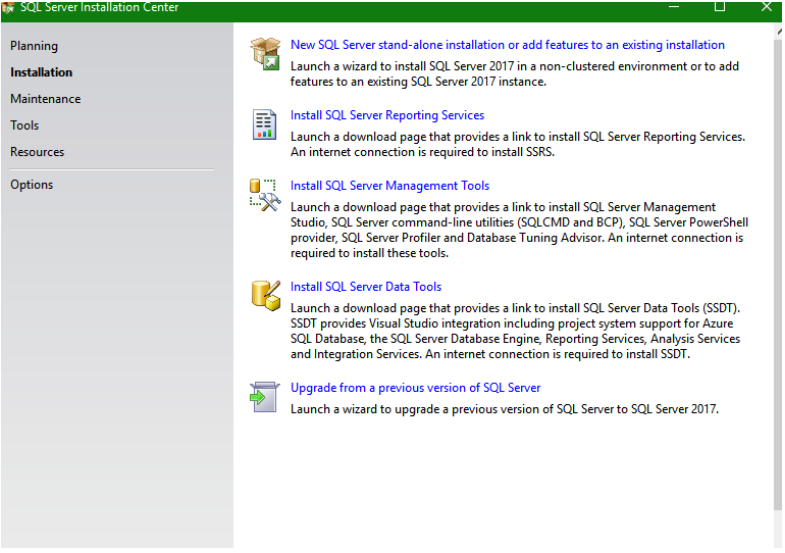 SQL Server Installation Center
Planning
Installation
Maintenance
Tools
Resources
Options
New SQL Server stand-alone installation or add features to an existing installation
Launch a wizard to install SQL Server 2017 in a non-clustered environment or to add
features to an existing SQL Server 2017 instance.
Install SQL Server Reporting Services
Launch a download page that provides a link to install SQL Server Reporting Services.
An internet connection is required to install SSRS.
Install SQL Server Management Tools
Launch a download page that provides a link to install SQL Server Management
Studio, SQL Server command-line utilities (SQLCMD and BCP), SQL Server PowerShell
provider, SQL Server Profiler and Database Tuning Advisor. An internet connection is
required to install these tools.
Install SQL Server Data Tools
Launch a download page that provides a link to install SQL Server Data Tools (SSDT).
SSDT provides Visual Studio integration including project system support for Azure
SQL Database, the SQL Server Database Engine, Reporting Services, Analysis Services
and Integration Services. An internet connection is required to install SSDT.
Upgrade from a previous version of SQL Server
Launch a wizard to upgrade a previous version of SQL Server to SQL Server 2017.